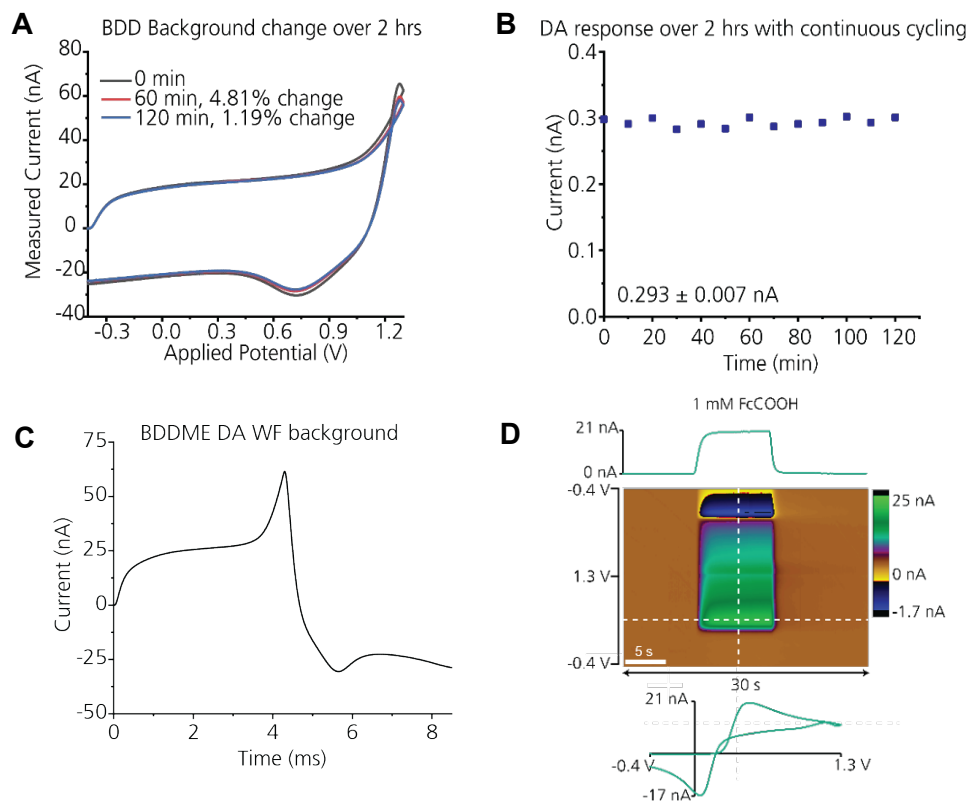 A
BDD Background change over 2 hrs
80
60
40
20
0
-20
-40
Measured Current (nA)
0 min
60 min, 4.81% change
120 min, 1.19% change
-0.3
0.0
0.3
0.6
0.9
1.2
Applied Potential (V)
B
DA response over 2 hrs with continuous cycling
0.4
0.3
0.3
0.1
0.0
Current (nA)
0.293 ± 0.007 nA
0
20
30
40
60
80
100
120
Time (min)
C
BDDME DA WF background
75
50
25
0
-25
-50
Current (nA)
0
2
4
6
8
Time (ms)
D
1 mM FcCOOH
21 nA
0 nA
-0.4 V
1.3 V
-0.4 V
25 nA
0 nA
-1.7 nA
5 s
30 s
21 nA
-0.4 V
1.3 V
-17 nA